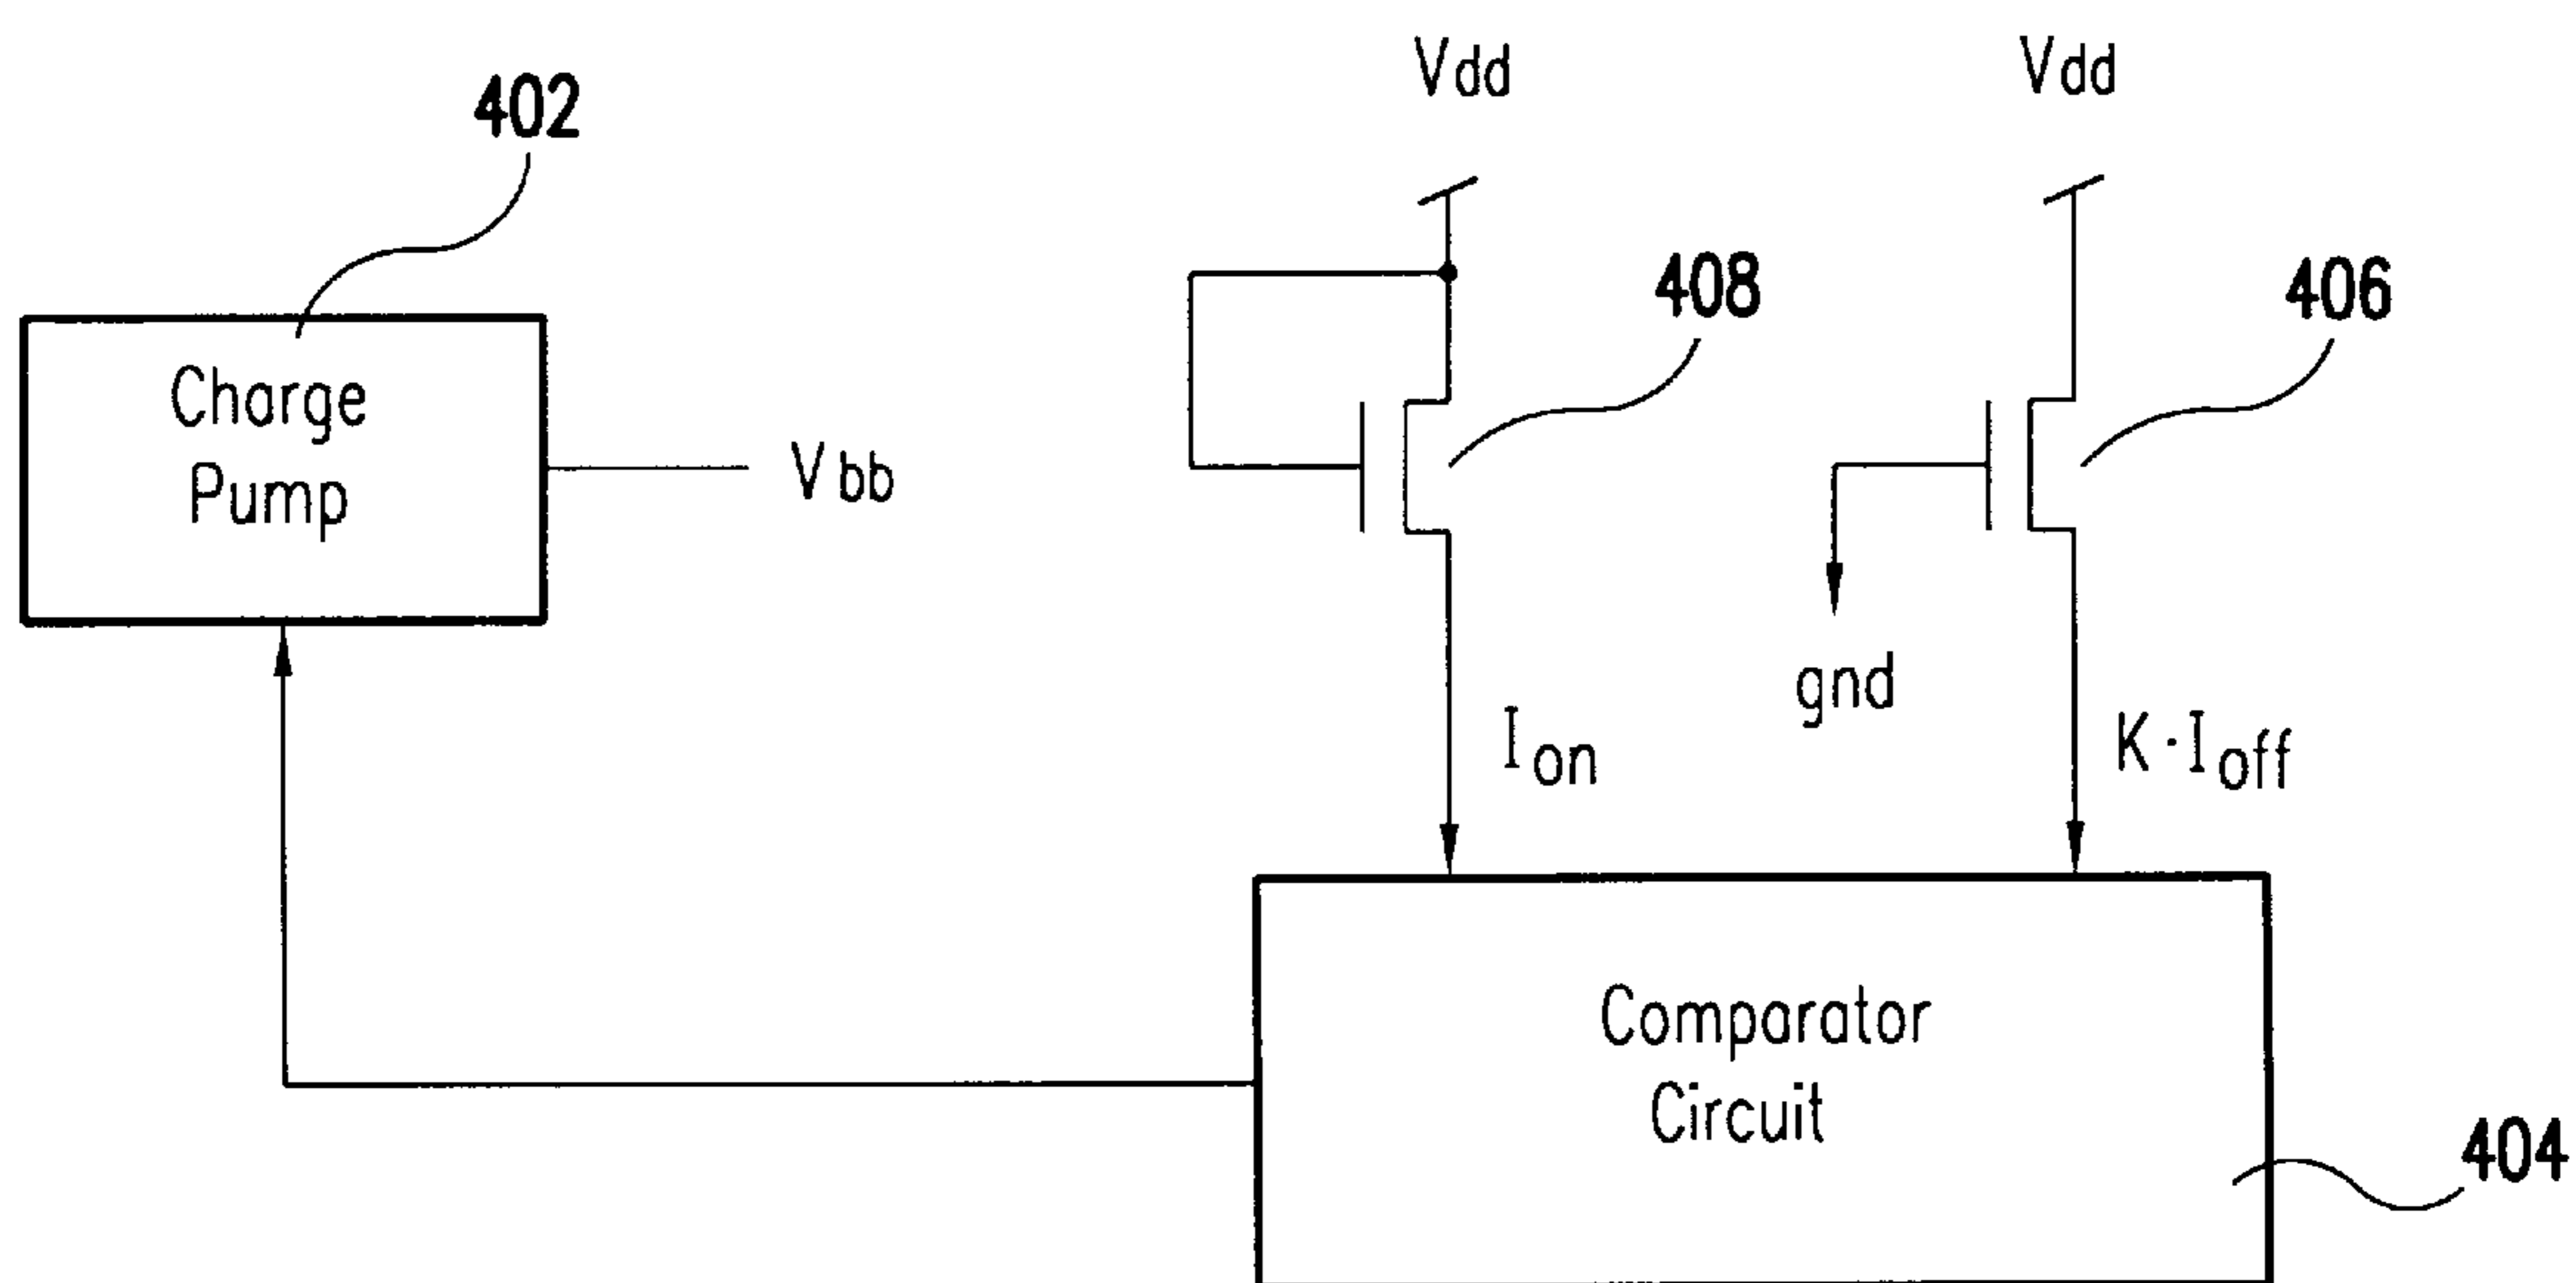 402
Vdd
Vdd
408
406
Charge
Pump
Vbb
gnd
Ion
K·Ioff
Comparator
Circuit
404